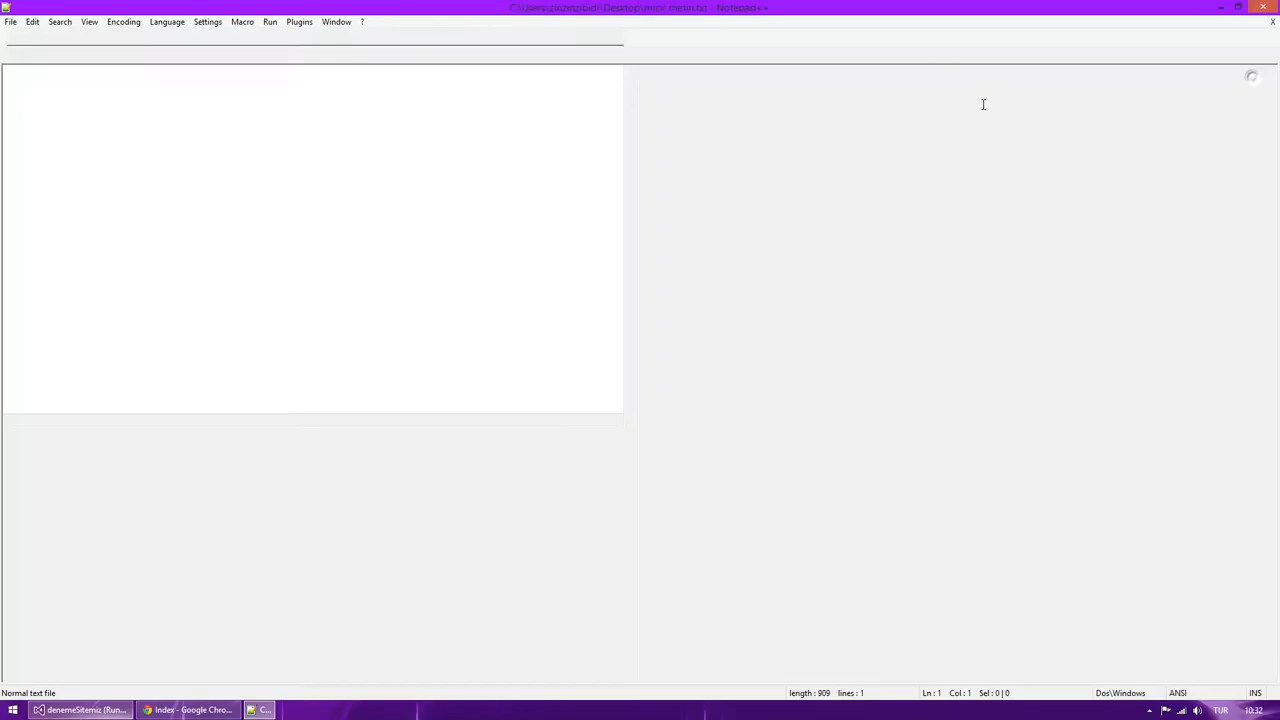 File Edit Search View Encoding Language Settings Macro Run Plugins Window ? X
Normal text file length : 909 lines : 1 Ln : 1 Col : 1 Sel : 0 | 0 Dos\Windows ANSI INS
denemeSitemiz (Run... Index - Google Chro... C... TUR 10:32